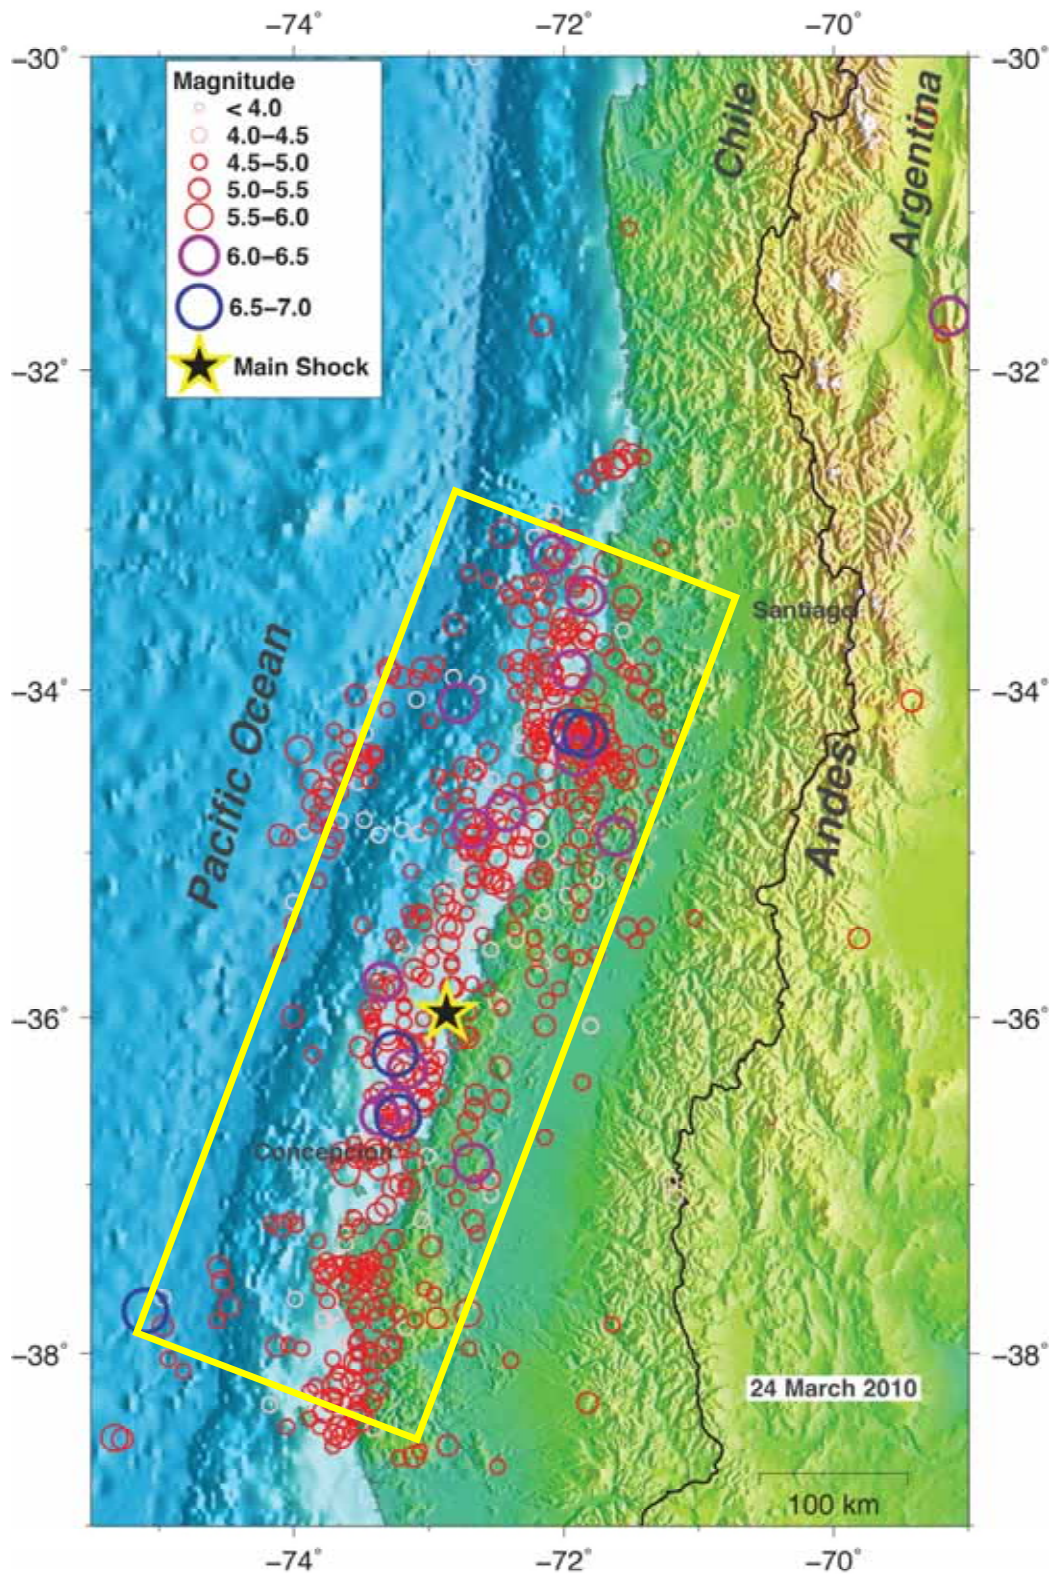 −74˚
−72˚
−70˚
−30˚
−30˚
Magnitude
< 4.0
4.0−4.5
4.5−5.0
5.0−5.5
5.5−6.0
6.0−6.5
6.5−7.0
Main Shock
Chile
Argentina
−32˚
−32˚
Santiago
Pacific Ocean
−34˚
−34˚
Andes
−36˚
−36˚
Concepcion
−38˚
−38˚
24 March 2010
100 km
−74˚
−72˚
−70˚